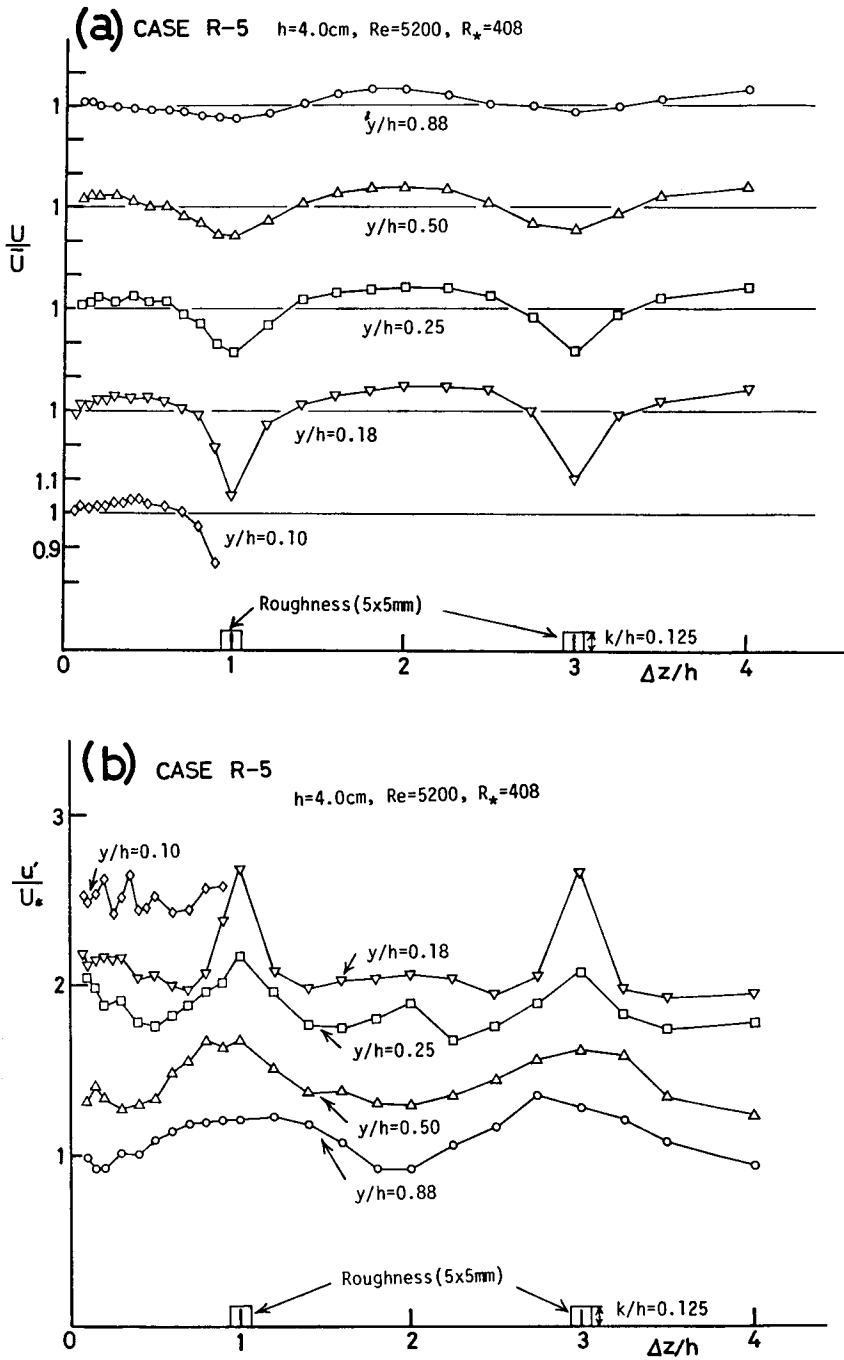 (a) CASE R-5 h=4.0cm, Re=5200, R*=408
1
y/h=0.88
1
y/h=0.50
U
Ū
1
y/h=0.25
1
y/h=0.18
1.1
1
y/h=0.10
0.9
Roughness(5x5mm)
k/h=0.125
0 1 2 3 4
Δz/h
(b) CASE R-5
h=4.0cm, Re=5200, R*=408
3
y/h=0.10
u'
U*
y/h=0.18
2
y/h=0.25
y/h=0.50
1
y/h=0.88
Roughness(5x5mm)
k/h=0.125
0 1 2 3 4
Δz/h